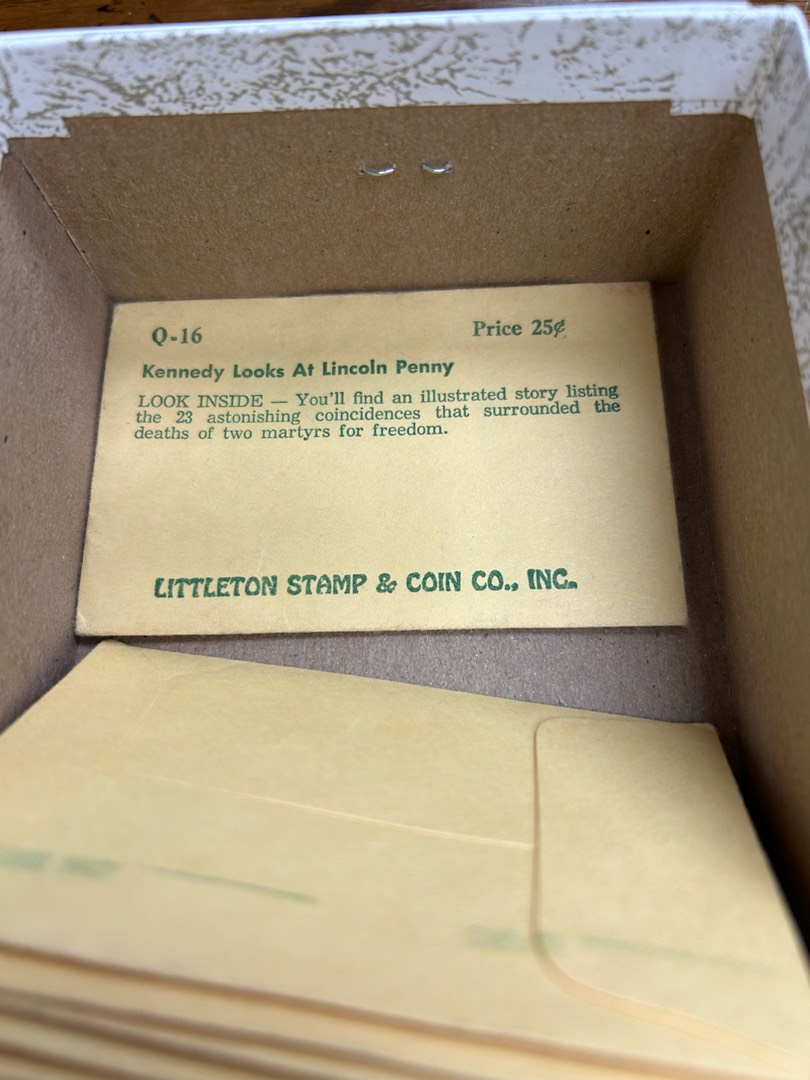 Q-16 Price 25¢
Kennedy Looks At Lincoln Penny
LOOK INSIDE — You'll find an illustrated story listing
the 23 astonishing coincidences that surrounded the
deaths of two martyrs for freedom.
LITTLETON STAMP & COIN CO., INC.